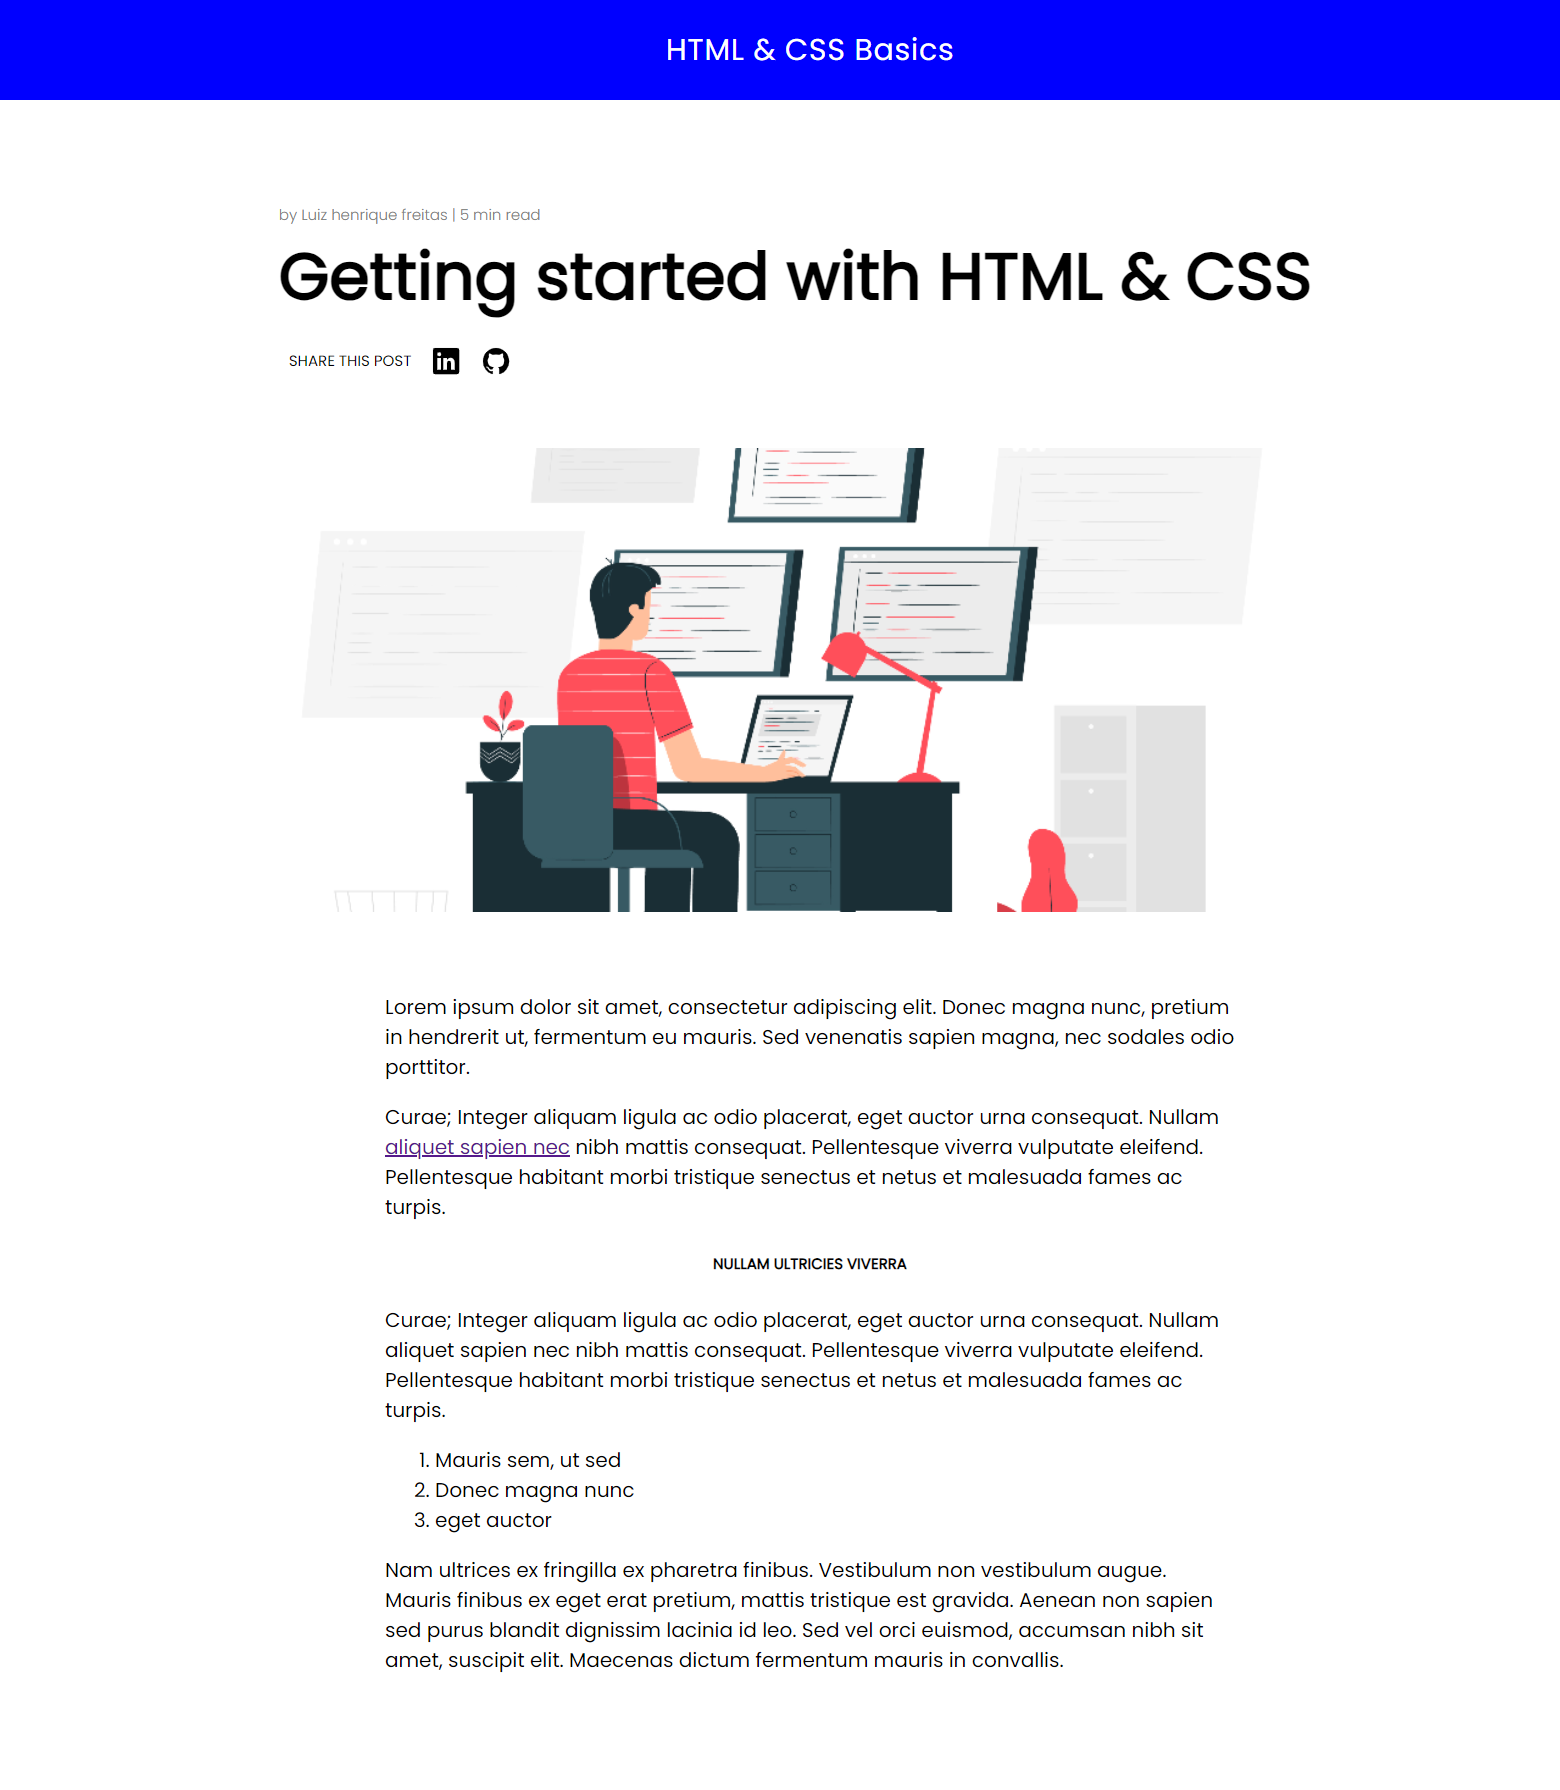 HTML & CSS Basics
by Luiz henrique freitas | 5 min read
Getting started with HTML & CSS
SHARE THIS POST in
Lorem ipsum dolor sit amet, consectetur adipiscing elit. Donec magna nunc, pretium
in hendrerit ut, fermentum eu mauris. Sed venenatis sapien magna, nec sodales odio
porttitor.
Curae; Integer aliquam ligula ac odio placerat, eget auctor urna consequat. Nullam
aliquet sapien nec nibh mattis consequat. Pellentesque viverra vulputate eleifend.
Pellentesque habitant morbi tristique senectus et netus et malesuada fames ac
turpis.
NULLAM ULTRICIES VIVERRA
Curae; Integer aliquam ligula ac odio placerat, eget auctor urna consequat. Nullam
aliquet sapien nec nibh mattis consequat. Pellentesque viverra vulputate eleifend.
Pellentesque habitant morbi tristique senectus et netus et malesuada fames ac
turpis.
1. Mauris sem, ut sed
2. Donec magna nunc
3. eget auctor
Nam ultrices ex fringilla ex pharetra finibus. Vestibulum non vestibulum augue.
Mauris finibus ex eget erat pretium, mattis tristique est gravida. Aenean non sapien
sed purus blandit dignissim lacinia id leo. Sed vel orci euismod, accumsan nibh sit
amet, suscipit elit. Maecenas dictum fermentum mauris in convallis.